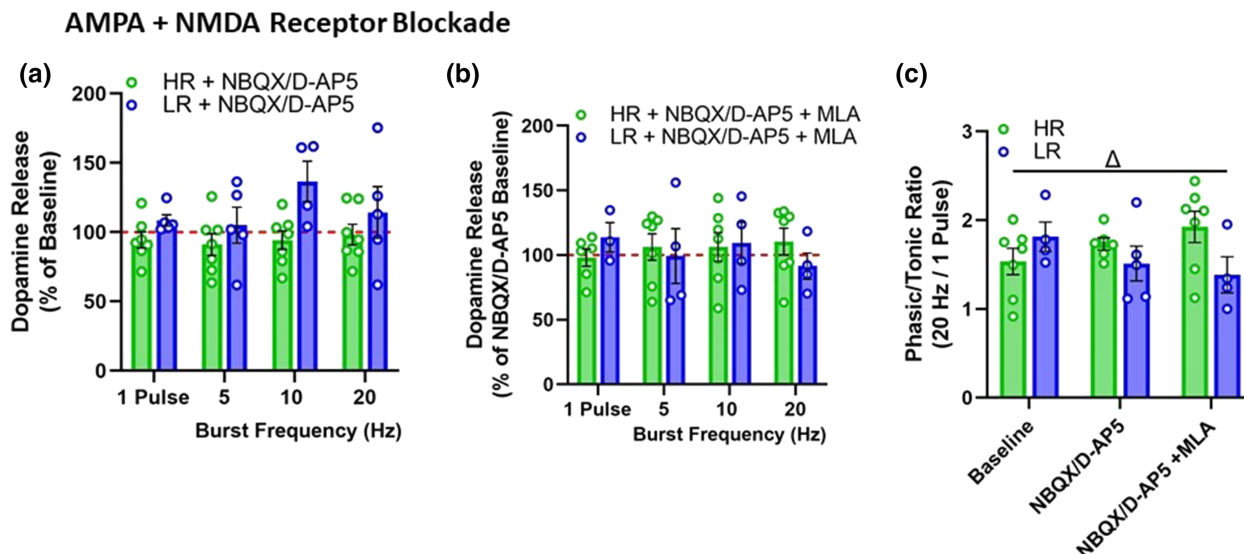 AMPA + NMDA Receptor Blockade
(a)
HR + NBQX/D-AP5
LR + NBQX/D-AP5
Dopamine Release
(% of Baseline)
200
150
100
50
0
1 Pulse 5 10 20
Burst Frequency (Hz)
(b)
HR + NBQX/D-AP5 + MLA
LR + NBQX/D-AP5 + MLA
Dopamine Release
(% of NBQX/D-AP5 Baseline)
200
150
100
50
0
1 Pulse 5 10 20
Burst Frequency (Hz)
(c)
HR
LR
Δ
Phasic/Tonic Ratio
(20 Hz / 1 Pulse)
3
2
1
0
Baseline
NBQX/D-AP5
NBQX/D-AP5 +MLA